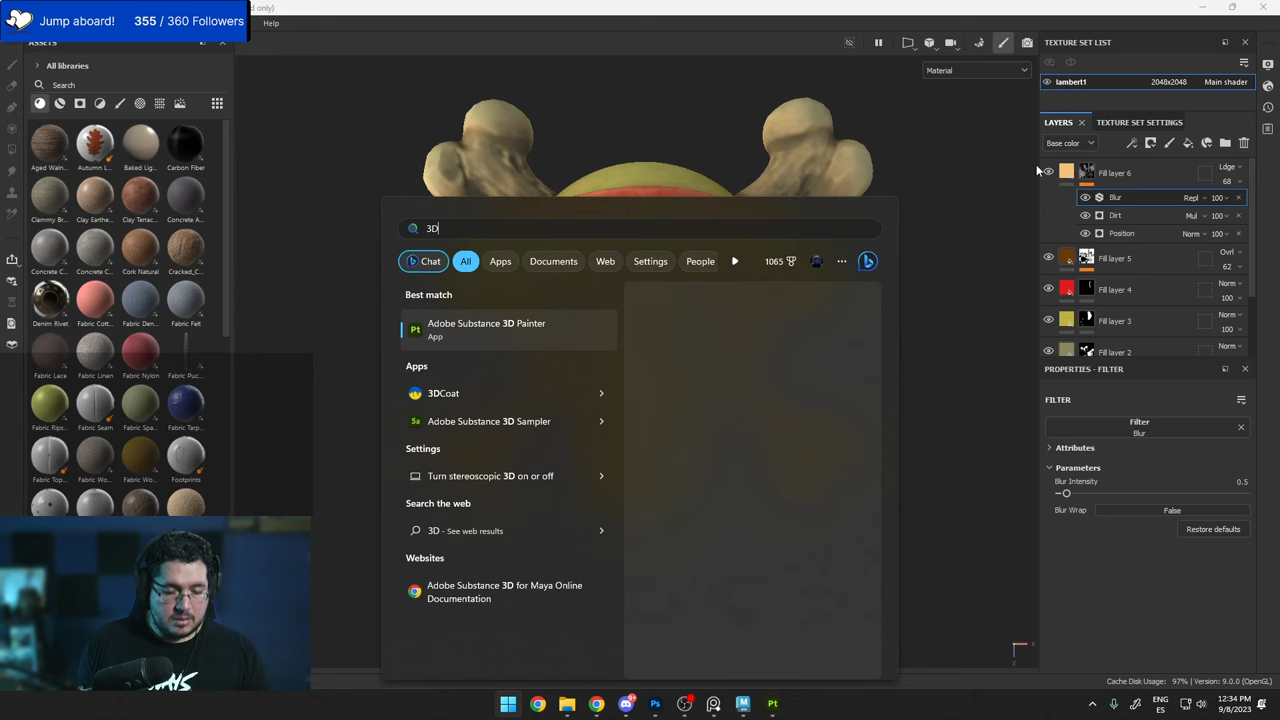 Jump aboard! 355 / 360 Followers
d only)
Help
ASSETS
All libraries
Search
Aged Waln...
Autumn L...
Baked Lig...
Carbon Fiber
Clammy Br...
Clay Earthe...
Clay Terrac...
Concrete A...
Concrete C...
Concrete C...
Cork Natural
Cracked_C...
Denim Rivet
Fabric Cott...
Fabric Den...
Fabric Felt
Fabric Lace
Fabric Linen
Fabric Nylon
Fabric Puc...
Fabric Rips...
Fabric Seam
Fabric Spa...
Fabric Tarp...
Fabric Top...
Fabric Wo...
Fabric Wo...
Footprints
Material
3D
Chat
All
Apps
Documents
Web
Settings
People
1065
Best match
Adobe Substance 3D Painter
App
Apps
3DCoat
Adobe Substance 3D Sampler
Settings
Turn stereoscopic 3D on or off
Search the web
3D - See web results
Websites
Adobe Substance 3D for Maya Online
Documentation
TEXTURE SET LIST
lambert1 2048x2048 Main shader
LAYERS TEXTURE SET SETTINGS
Base color
Fill layer 6 Ldge 68
Blur Repl 100
Dirt Mul 100
Position Norm 100
Fill layer 5 Ovrl 62
Fill layer 4 Norm 100
Fill layer 3 Norm 100
Fill layer 2 Norm
PROPERTIES - FILTER
FILTER
Filter
Blur
Attributes
Parameters
Blur Intensity 0.5
Blur Wrap False
Restore defaults
Cache Disk Usage: 97% | Version: 9.0.0 (OpenGL)
ENG
ES
12:34 PM
9/8/2023